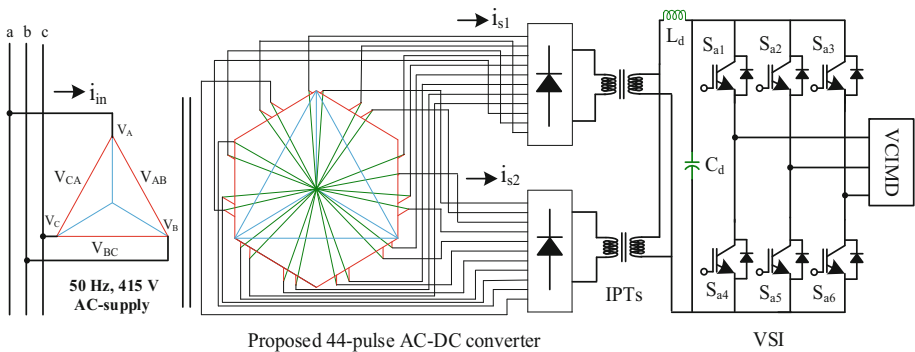 a b c
i_in
V_A
V_CA
V_AB
V_C
V_B
V_BC
50 Hz, 415 V
AC-supply
i_s1
i_s2
Proposed 44-pulse AC-DC converter
IPTs
L_d
C_d
S_a1
S_a2
S_a3
S_a4
S_a5
S_a6
VCIMD
VSI